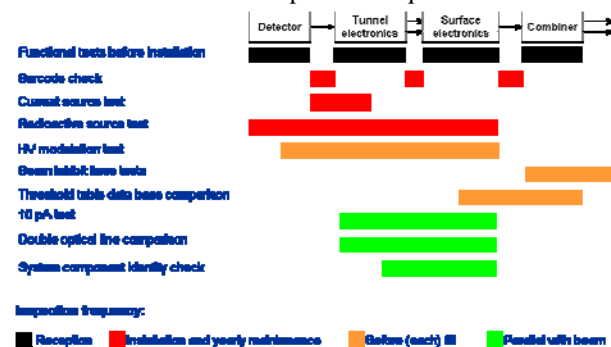 Detector
Tunnel electronics
Surface electronics
Combiner
Functional tests before installation
Barcode check
Current source test
Radioactive source test
HV modulation test
Beam inhibit lines tests
Threshold table data base comparison
10 pA test
Double optical line comparison
System component identity check
Inspection frequency:
Reception Installation and yearly maintenance Before (each) fill Parallel with beam